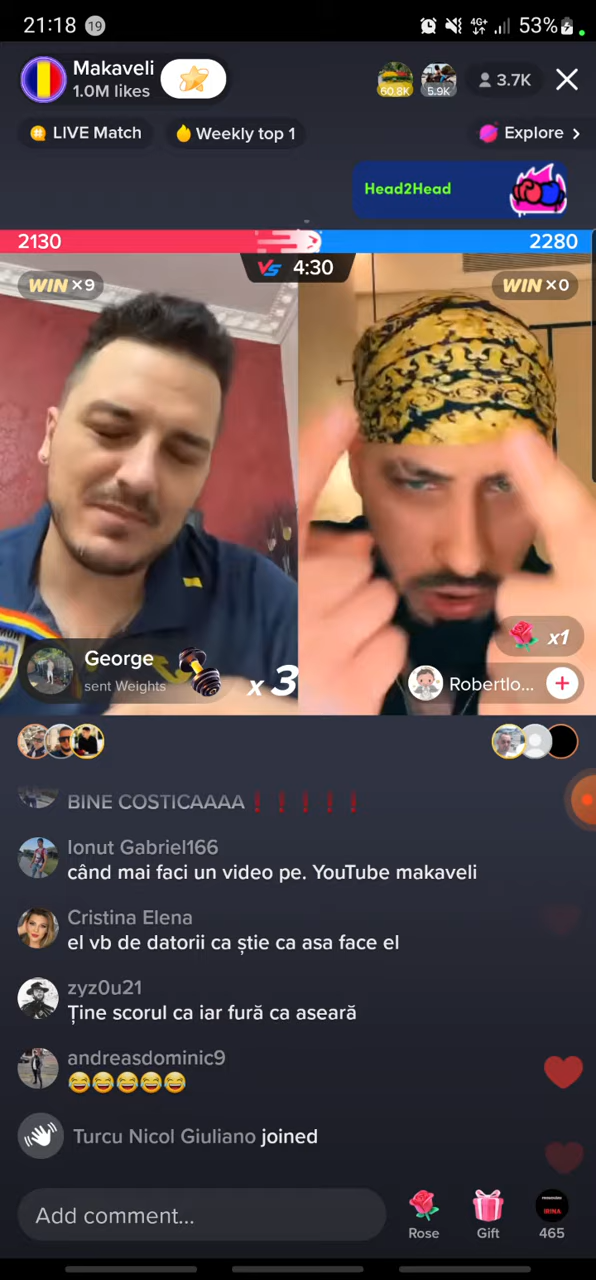 21:18 19 4G+ 53%
Makaveli
1.0M likes
60.8K 5.9K 3.7K
LIVE Match Weekly top 1 Explore >
Head2Head
2130 2280
VS 4:30
WIN ×9 WIN ×0
x1
George
sent Weights
x 3
Robertlo...
BINE COSTICAAAA❗❗❗❗❗
Ionut Gabriel166
când mai faci un video pe. YouTube makaveli
Cristina Elena
el vb de datorii ca știe ca asa face el
zyz0u21
Ține scorul ca iar fură ca aseară
andreasdominic9
😂😂😂😂😂
Turcu Nicol Giuliano joined
Add comment...
Rose Gift 465
IRINA